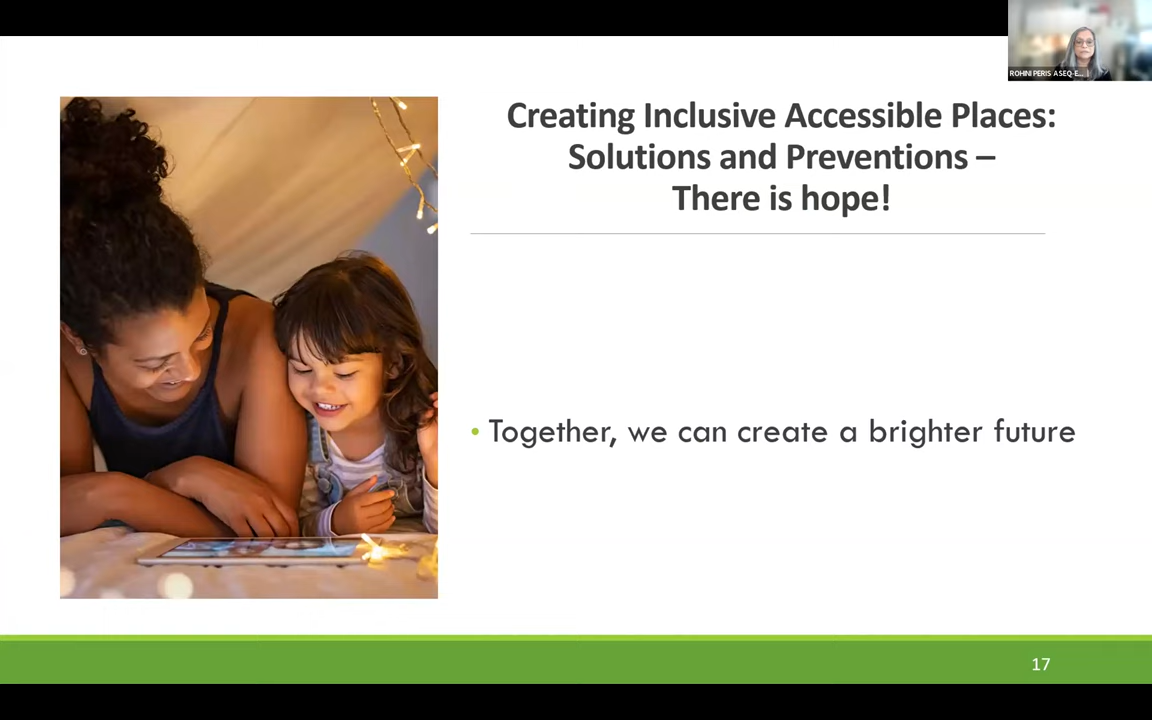 ROHINI PERIS ASEQ-E...
Creating Inclusive Accessible Places:
Solutions and Preventions –
There is hope!
• Together, we can create a brighter future
17